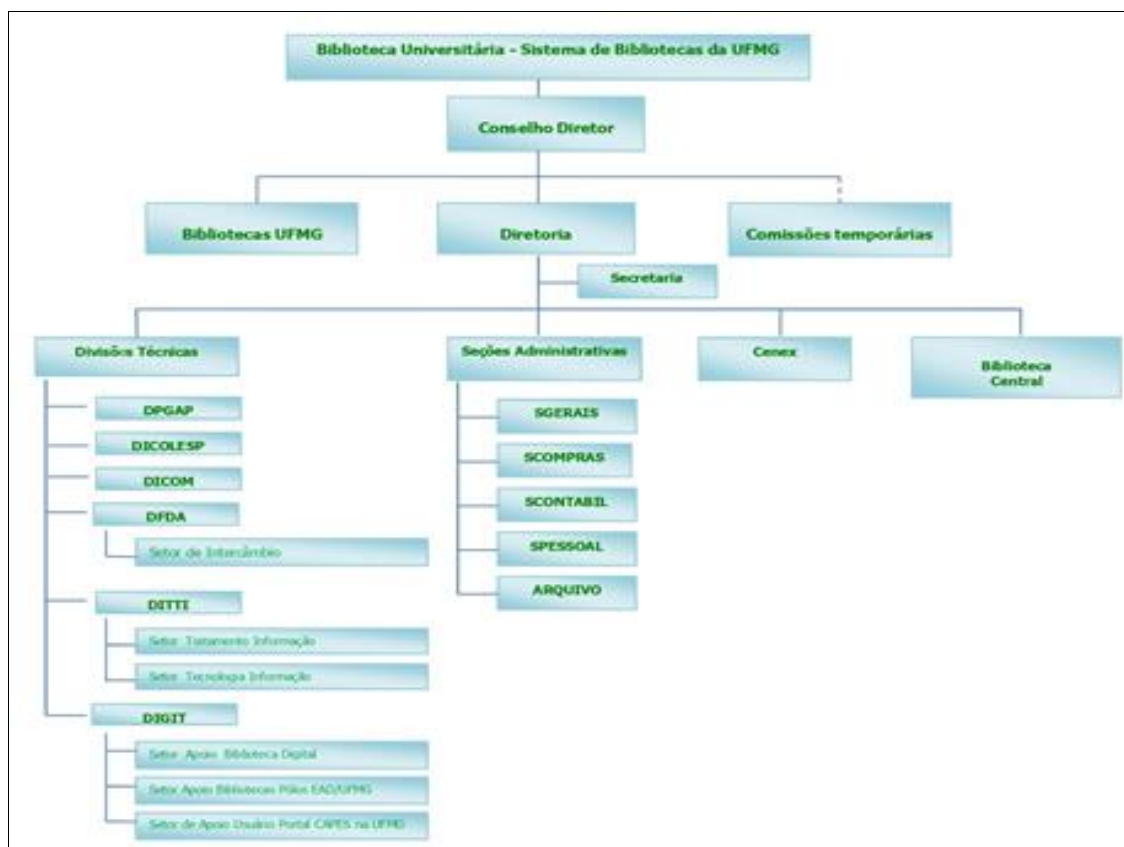 Biblioteca Universitária - Sistema de Bibliotecas da UFMG
Conselho Diretor
Bibliotecas UFMG
Diretoria
Comissões temporárias
Secretaria
Divisões Técnicas
Seções Administrativas
Cenex
Biblioteca
Central
DPGAP
DICOLESP
DICOM
DFDA
Setor de Intercâmbio
DITTI
Setor Tratamento Informação
Setor Tecnologia Informação
DIGIT
Setor Apoio Biblioteca Digital
Setor Apoio Bibliotecas Pólos EAD/UFMG
Setor de Apoio Usuário Portal CAPES na UFMG
SGERAIS
SCOMPRAS
SCONTABIL
SPESSOAL
ARQUIVO